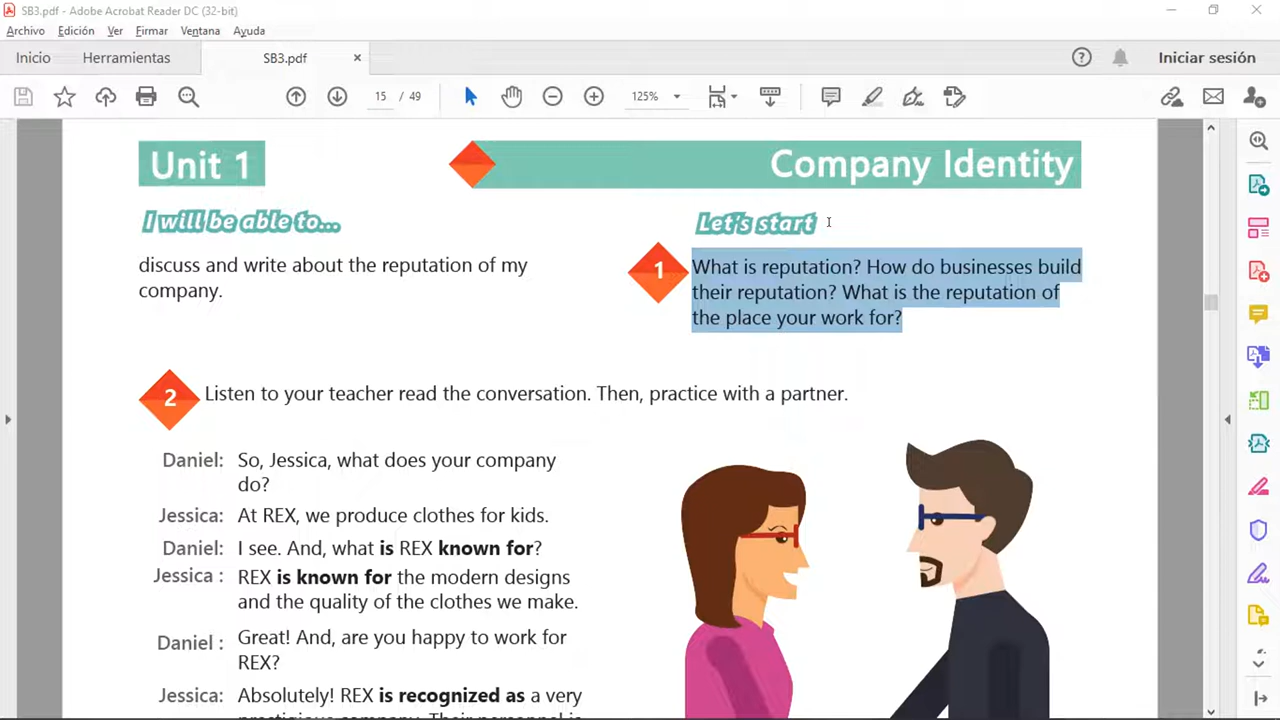 SB3.pdf - Adobe Acrobat Reader DC (32-bit)
Archivo Edición Ver Firmar Ventana Ayuda
Inicio Herramientas SB3.pdf Iniciar sesión
15 / 49 125%
Unit 1
Company Identity
I will be able to...
discuss and write about the reputation of my
company.
Let's start
1
What is reputation? How do businesses build
their reputation? What is the reputation of
the place your work for?
2 Listen to your teacher read the conversation. Then, practice with a partner.
Daniel: So, Jessica, what does your company
do?
Jessica: At REX, we produce clothes for kids.
Daniel: I see. And, what is REX known for?
Jessica : REX is known for the modern designs
and the quality of the clothes we make.
Daniel : Great! And, are you happy to work for
REX?
Jessica: Absolutely! REX is recognized as a very
prestigious company. Their personnel is